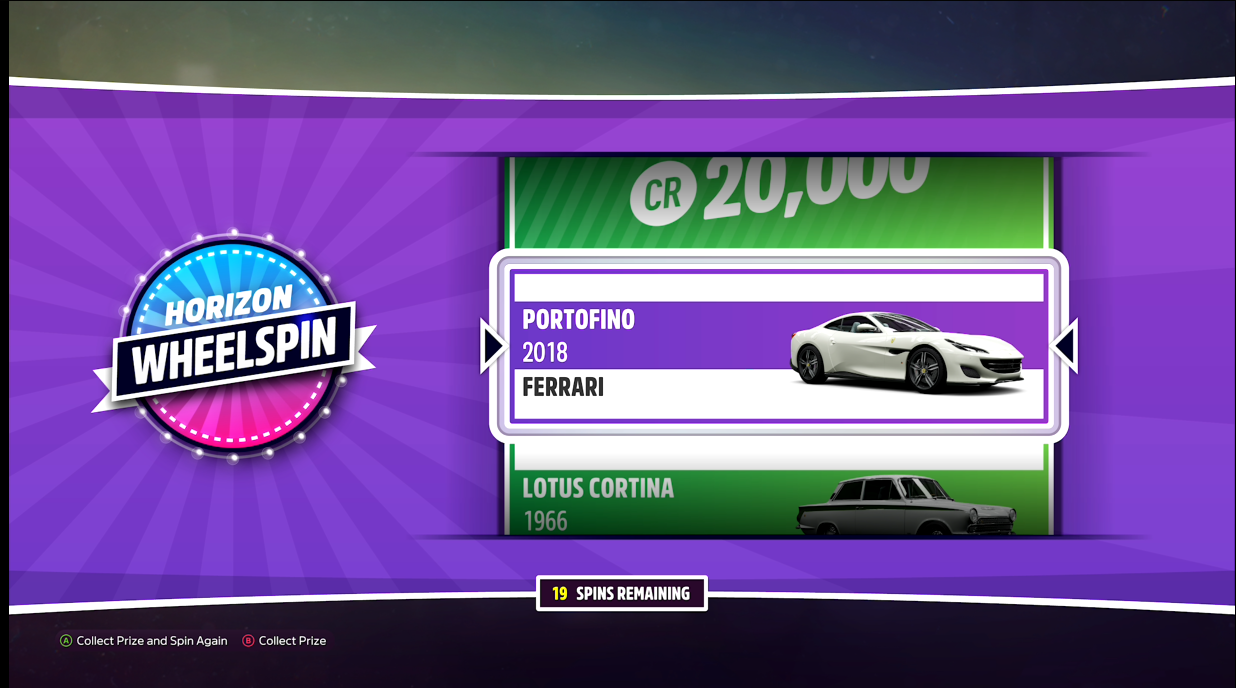 CR 20,000
PORTOFINO
2018
FERRARI
HORIZON
WHEELSPIN
LOTUS CORTINA
1966
19 SPINS REMAINING
A Collect Prize and Spin Again B Collect Prize